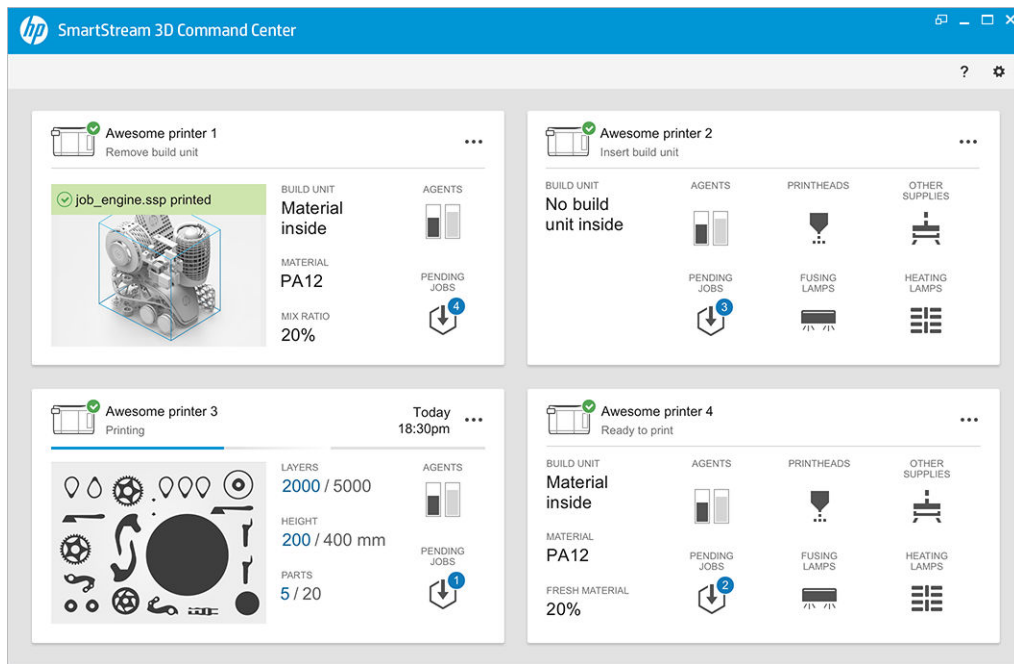 hp SmartStream 3D Command Center
?
Awesome printer 1
Remove build unit
job_engine.ssp printed
BUILD UNIT
Material
inside
MATERIAL
PA12
MIX RATIO
20%
AGENTS
PENDING
JOBS
4
Awesome printer 2
Insert build unit
BUILD UNIT
No build
unit inside
AGENTS
PRINTHEADS
OTHER
SUPPLIES
PENDING
JOBS
3
FUSING
LAMPS
HEATING
LAMPS
Awesome printer 3
Printing
Today
18:30pm
LAYERS
2000 / 5000
HEIGHT
200 / 400 mm
PARTS
5 / 20
AGENTS
PENDING
JOBS
1
Awesome printer 4
Ready to print
BUILD UNIT
Material
inside
MATERIAL
PA12
FRESH MATERIAL
20%
AGENTS
PRINTHEADS
OTHER
SUPPLIES
PENDING
JOBS
2
FUSING
LAMPS
HEATING
LAMPS